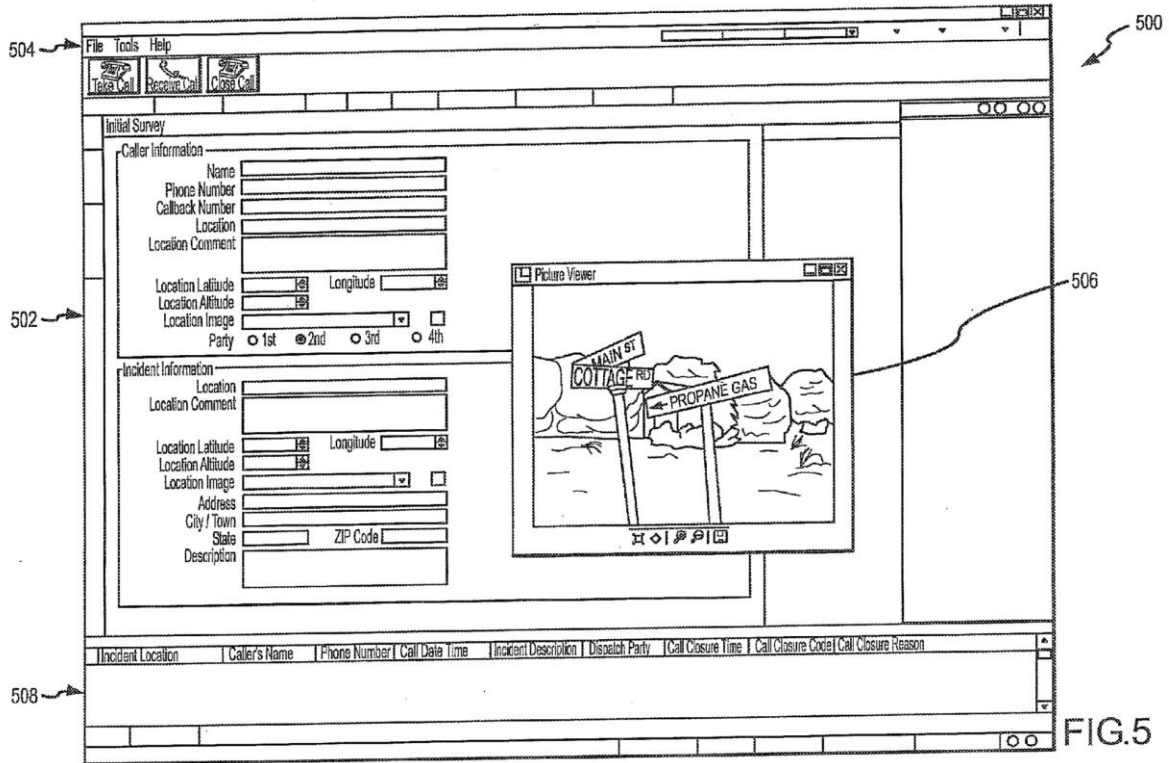 500
504
File Tools Help
Take Call Receive Call Close Call
Initial Survey
Caller Information
Name
Phone Number
Callback Number
Location
Location Comment
Location Latitude Longitude
Location Altitude
Location Image
Party 1st 2nd 3rd 4th
502
Picture Viewer
506
MAIN ST
COTTAGE RD
PROPANE GAS
Incident Information
Location
Location Comment
Location Latitude Longitude
Location Altitude
Location Image
Address
City / Town
State ZIP Code
Description
Incident Location Caller's Name Phone Number Call Date Time Incident Description Dispatch Party Call Closure Time Call Closure Code Call Closure Reason
508
FIG.5